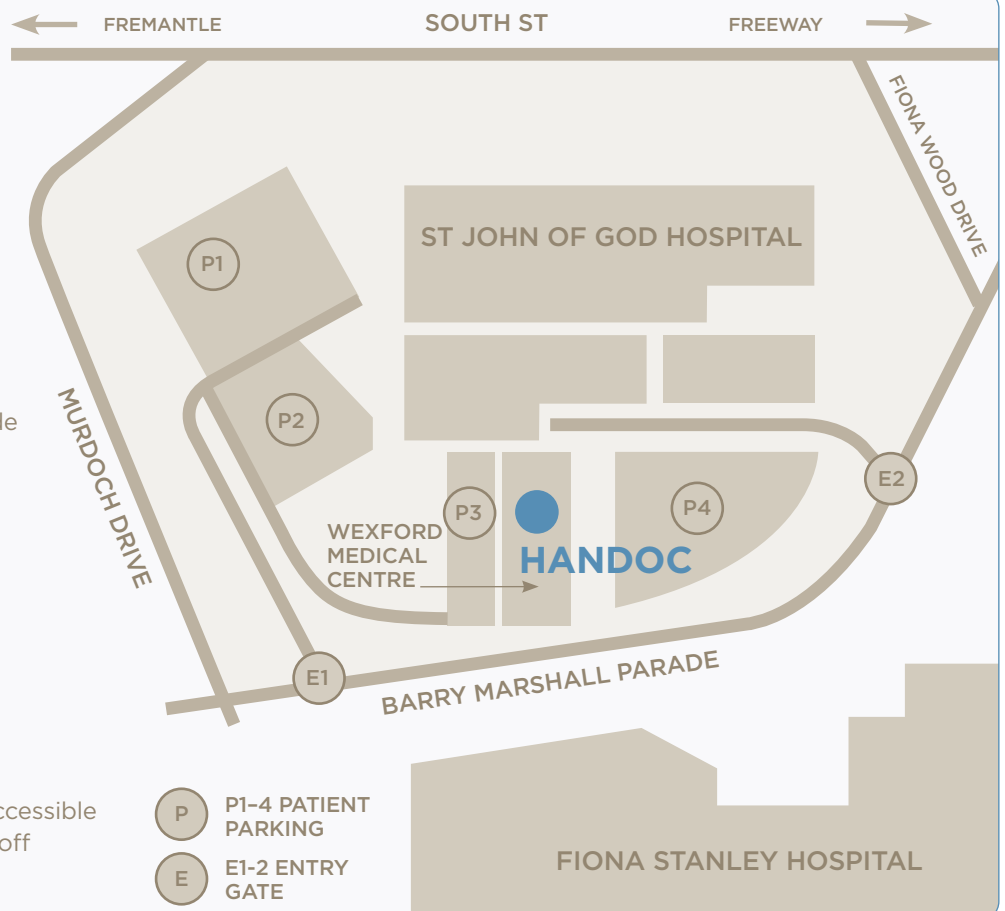 FREMANTLE
SOUTH ST
FREEWAY
FIONA WOOD DRIVE
ST JOHN OF GOD HOSPITAL
P1
MURDOCH DRIVE
P2
E2
P3
P4
WEXFORD
MEDICAL
CENTRE
HANDOC
E1
BARRY MARSHALL PARADE
P
P1–4 PATIENT
PARKING
E
E1-2 ENTRY
GATE
FIONA STANLEY HOSPITAL
off